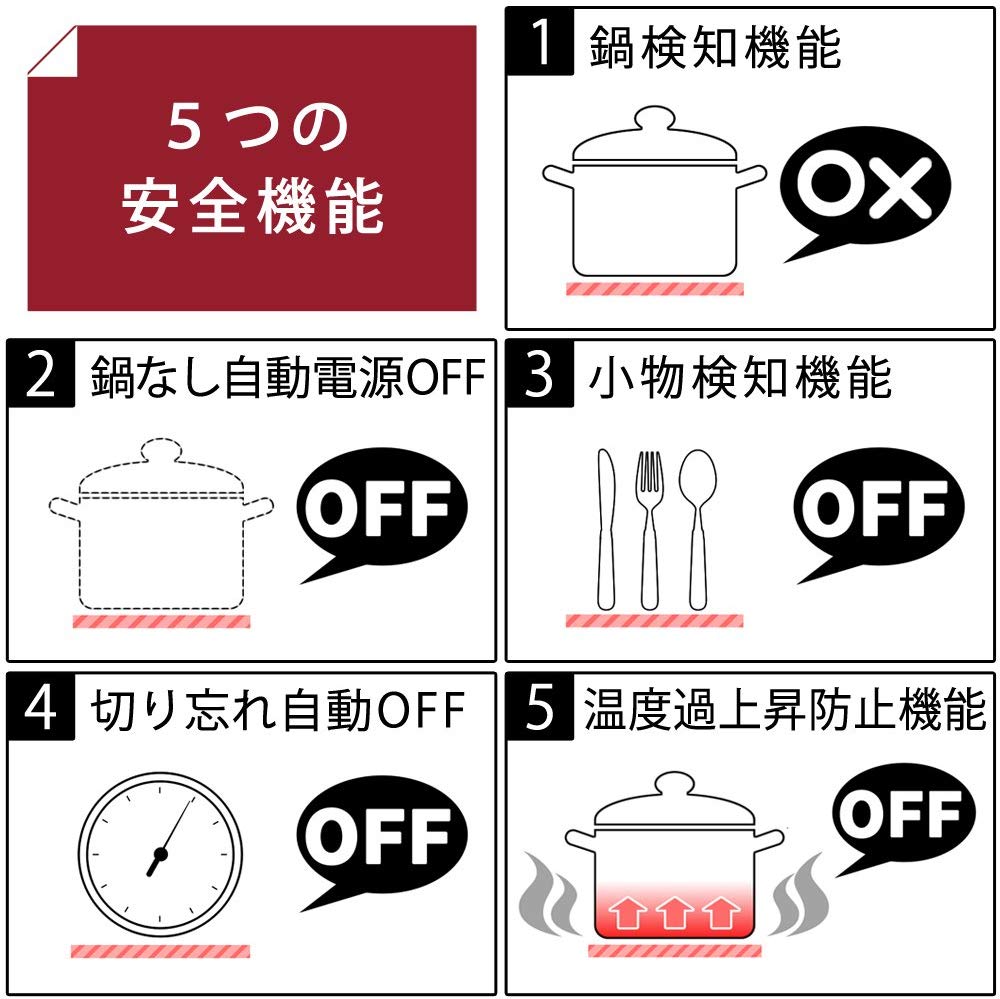 5つの
安全機能
1 鍋検知機能
OX
2 鍋なし自動電源OFF
OFF
3 小物検知機能
OFF
4 切り忘れ自動OFF
OFF
5 温度過上昇防止機能
OFF